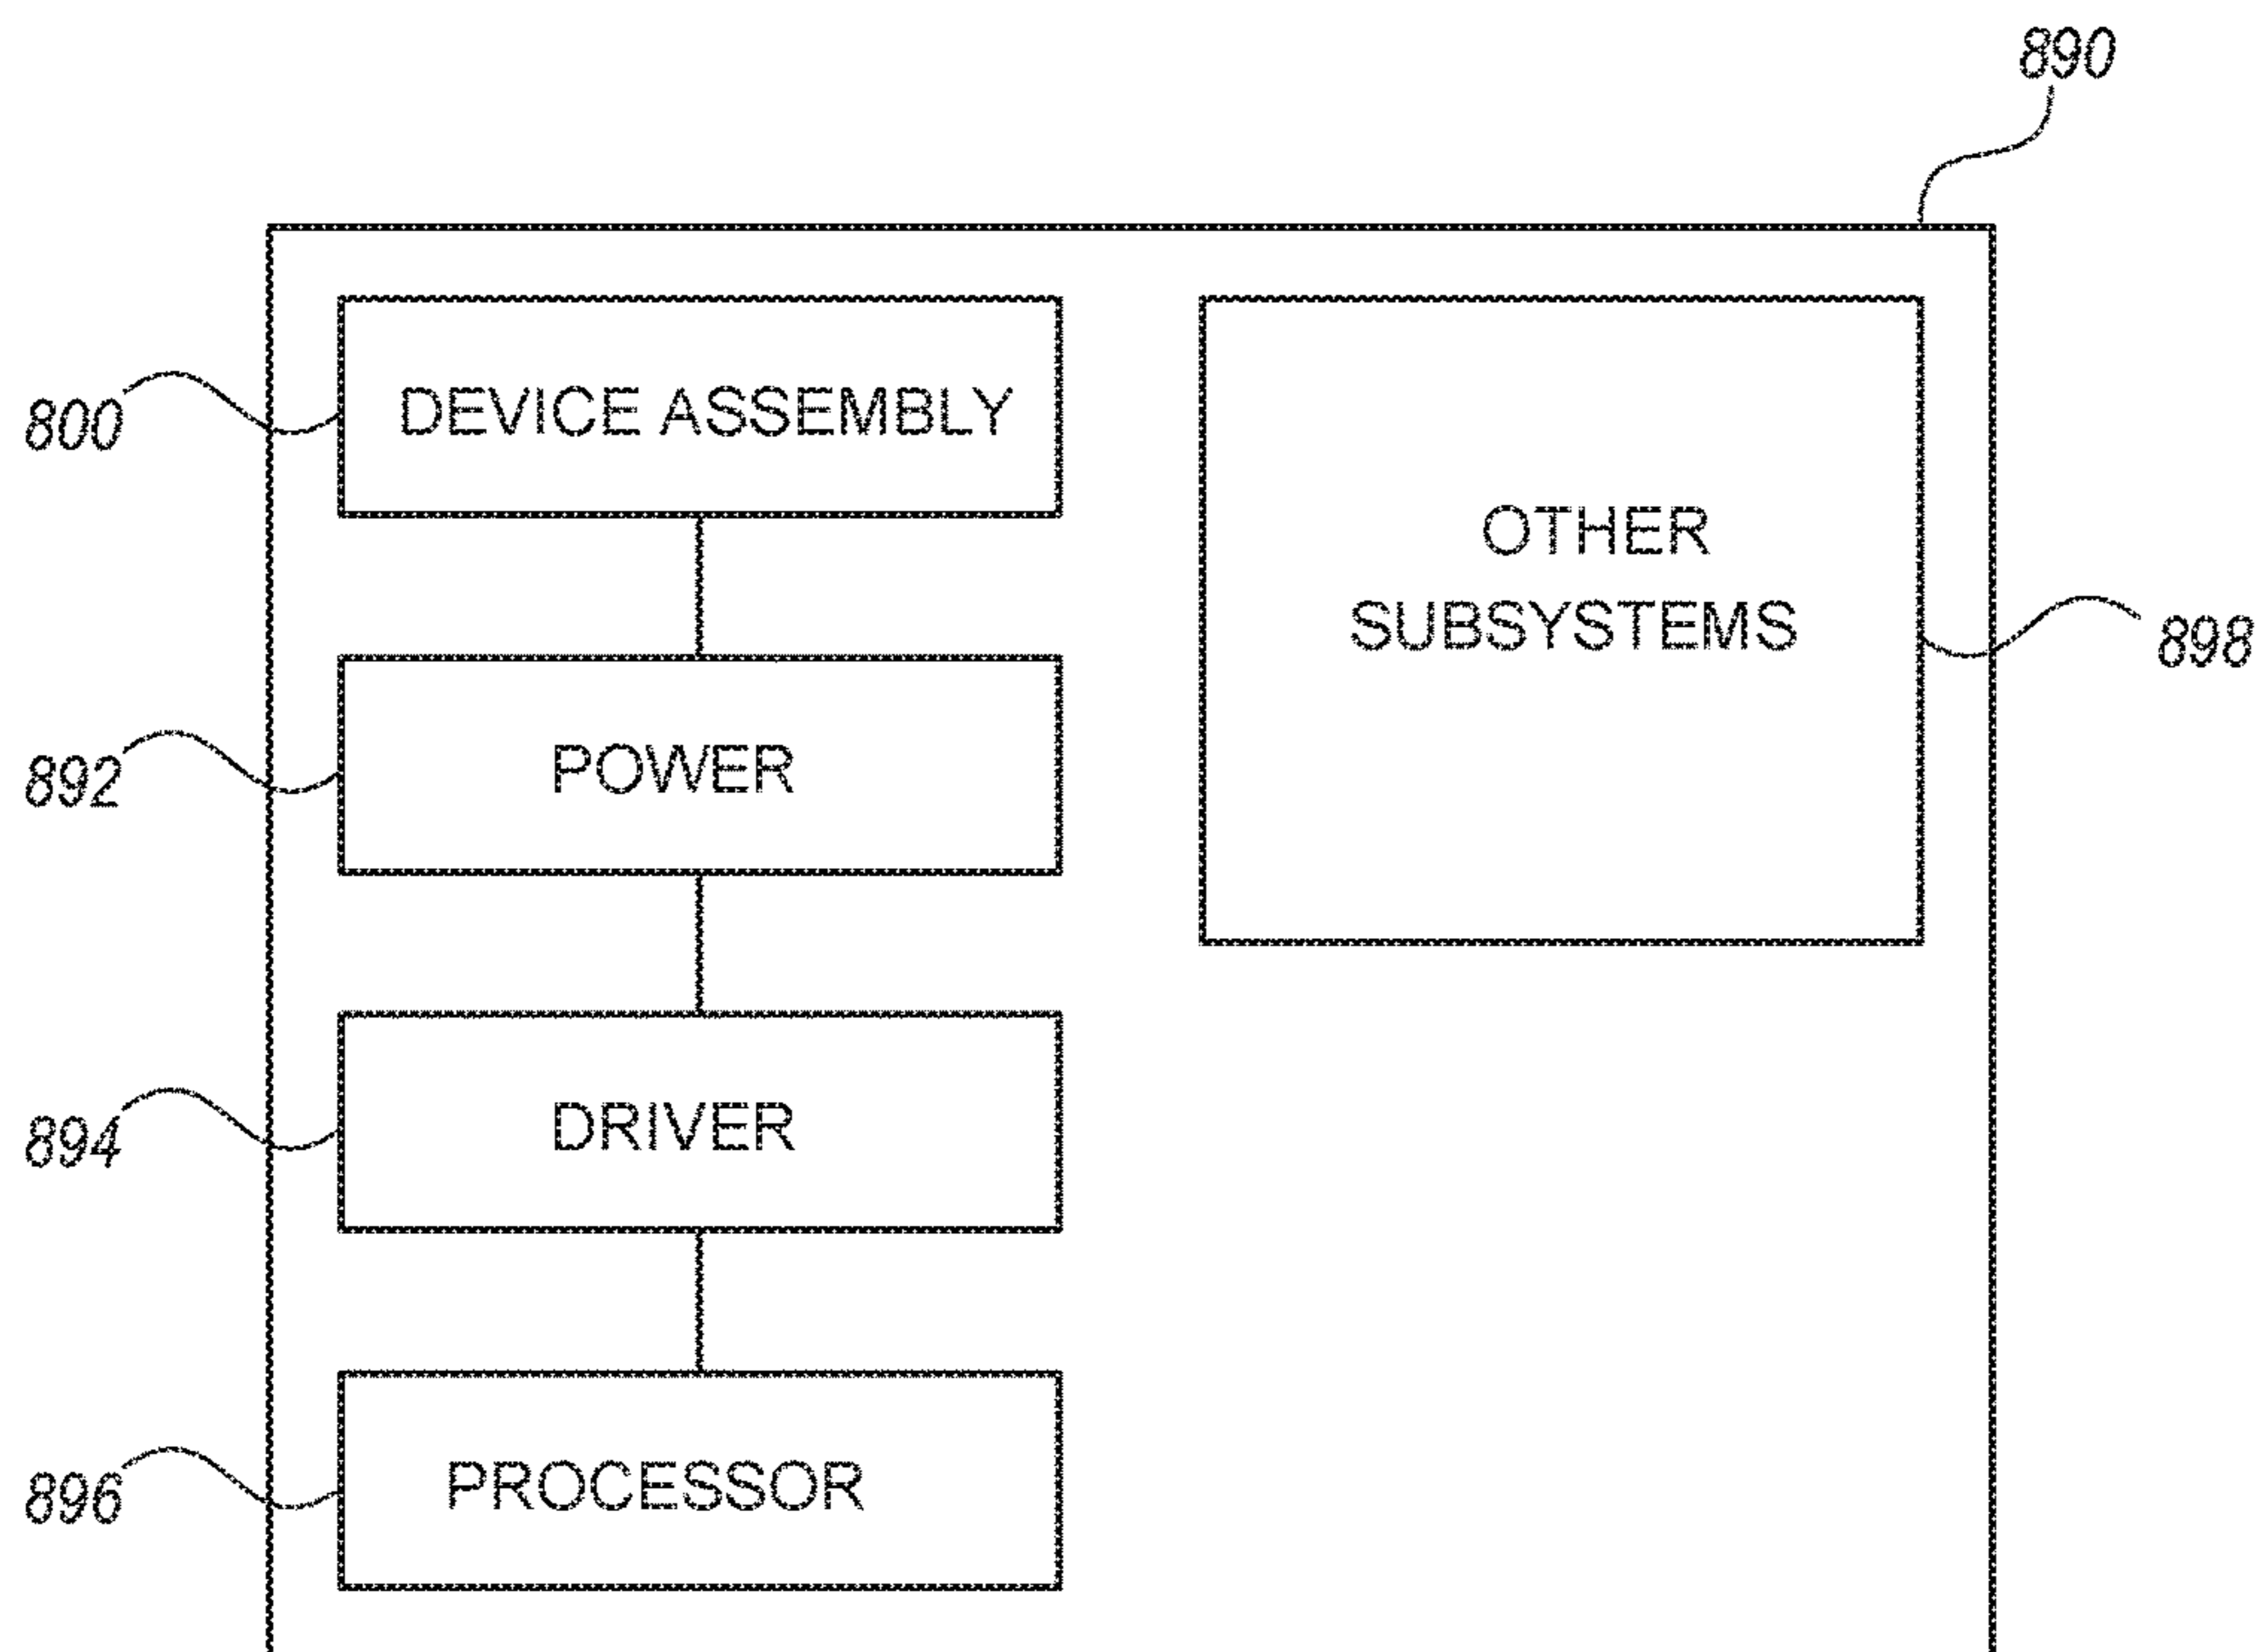 890
800
DEVICE ASSEMBLY
OTHER
SUBSYSTEMS
898
892
POWER
894
DRIVER
896
PROCESSOR